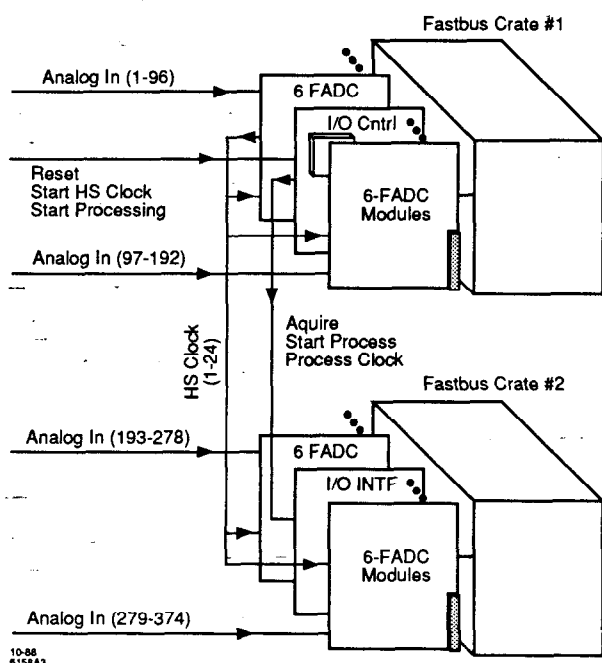 Fastbus Crate #1
Analog In (1-96)
6 FADC
I/O Cntrl
Reset
Start HS Clock
Start Processing
6-FADC
Modules
Analog In (97-192)
HS Clock
(1-24)
Aquire
Start Process
Process Clock
Fastbus Crate #2
Analog In (193-278)
6 FADC
I/O INTF
6-FADC
Modules
Analog In (279-374)
10-88
6158A3